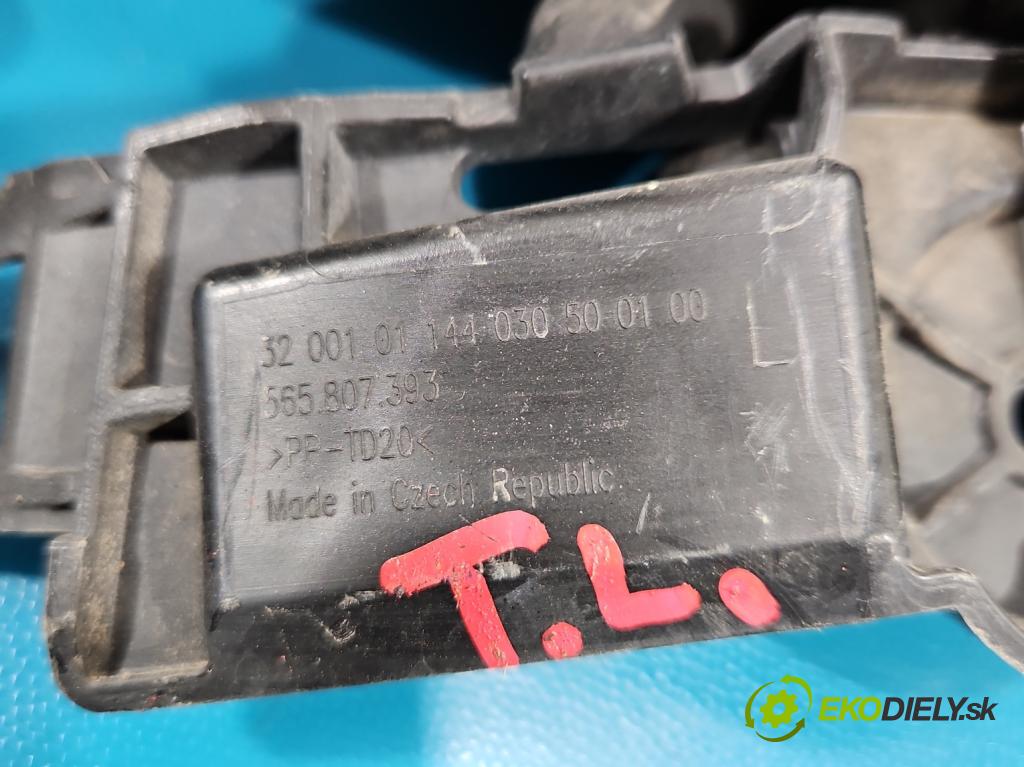 32 001 01 144 030 50 01 00
565.807.393
>PP-TD20<
Made in Czech Republic
L
T.L.
EKODIELY.sk